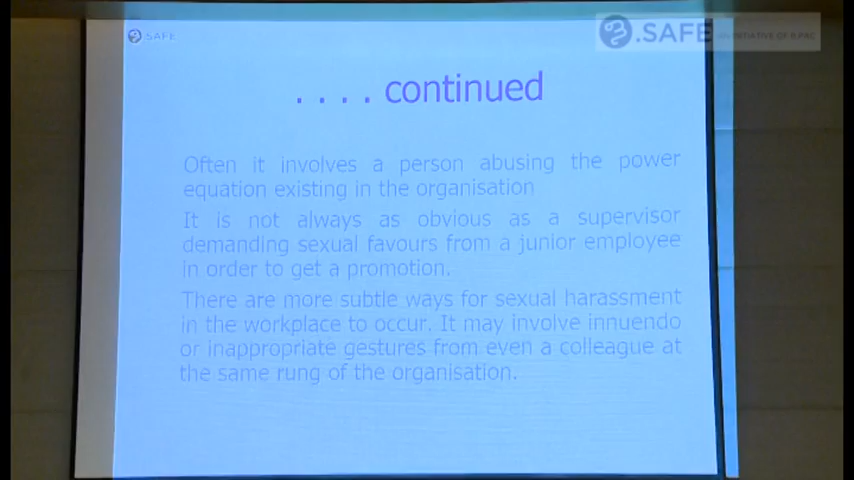 .SAFE
.SAFE AN INITIATIVE OF B.PAC
. . . . continued
Often it involves a person abusing the power
equation existing in the organisation
It is not always as obvious as a supervisor
demanding sexual favours from a junior employee
in order to get a promotion.
There are more subtle ways for sexual harassment
in the workplace to occur. It may involve innuendo
or inappropriate gestures from even a colleague at
the same rung of the organisation.